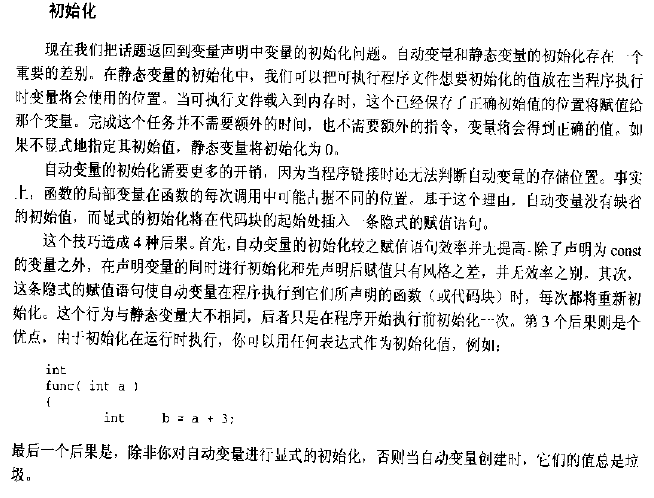 初始化
现在我们把话题返回到变量声明中变量的初始化问题。自动变量和静态变量的初始化存在一个
重要的差别。在静态变量的初始化中，我们可以把可执行程序文件想要初始化的值放在当程序执行
时变量将会使用的位置。当可执行文件载入到内存时，这个已经保存了正确初始值的位置将赋值给
那个变量。完成这个任务并不需要额外的时间，也不需要额外的指令，变量将会得到正确的值。如
果不显式地指定其初始值，静态变量将初始化为0。
自动变量的初始化需要更多的开销，因为当程序链接时还无法判断自动变量的存储位置。事实
上，函数的局部变量在函数的每次调用中可能占据不同的位置。基于这个理由，自动变量没有缺省
的初始值，而显式的初始化将在代码块的起始处插入一条隐式的赋值语句。
这个技巧造成4种后果。首先，自动变量的初始化较之赋值语句效率并无提高。除了声明为const
的变量之外，在声明变量的同时进行初始化和先声明后赋值只有风格之差，并无效率之别。其次，
这条隐式的赋值语句使自动变量在程序执行到它们所声明的函数（或代码块）时，每次都将重新初
始化。这个行为与静态变量大不相同，后者只是在程序开始执行前初始化一次。第3个后果则是个
优点，由于初始化在运行时执行，你可以用任何表达式作为初始化值，例如：
int
func( int a )
{
int b = a + 3;
最后一个后果是，除非你对自动变量进行显式的初始化，否则当自动变量创建时，它们的值总是垃
圾。